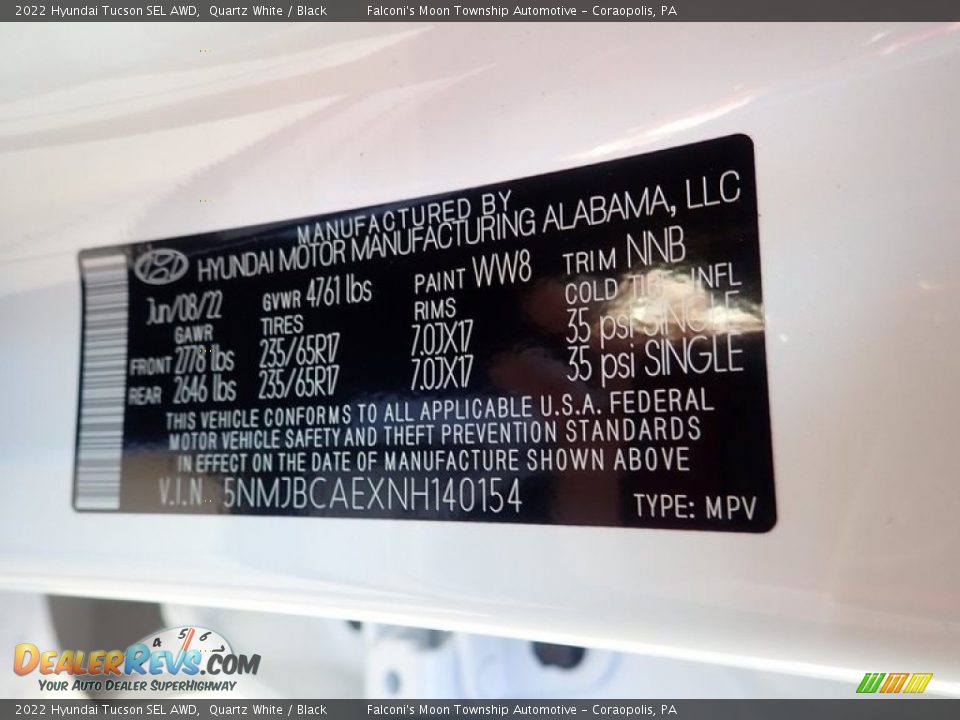 2022 Hyundai Tucson SEL AWD, Quartz White / Black Falconi's Moon Township Automotive - Coraopolis, PA
MANUFACTURED BY
HYUNDAI MOTOR MANUFACTURING ALABAMA, LLC
Jun/08/22 GVWR 4761 lbs PAINT WW8 TRIM NNB
GAWR TIRES RIMS COLD INFL
FRONT 2778 lbs 235/65R17 7.0JX17 35 psi SINGLE
REAR 2646 lbs 235/65R17 7.0JX17 35 psi SINGLE
THIS VEHICLE CONFORMS TO ALL APPLICABLE U.S.A. FEDERAL
MOTOR VEHICLE SAFETY AND THEFT PREVENTION STANDARDS
IN EFFECT ON THE DATE OF MANUFACTURE SHOWN ABOVE
V.I.N. 5NMJBCAEXNH140154 TYPE: MPV
4 5 6
DEALERREVS.COM
YOUR AUTO DEALER SUPERHIGHWAY
2022 Hyundai Tucson SEL AWD, Quartz White / Black Falconi's Moon Township Automotive - Coraopolis, PA